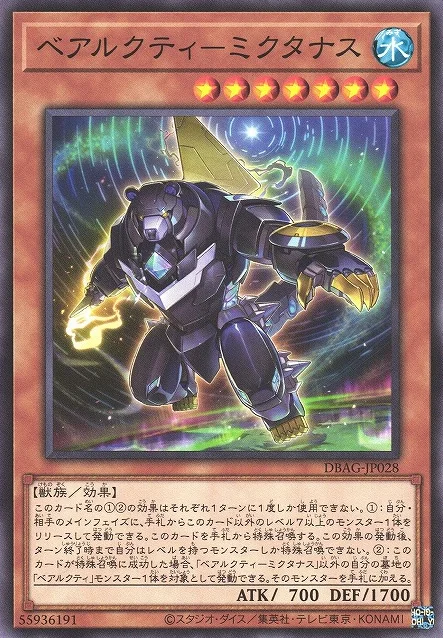 ベアルクティーミクタナス
水
DBAG-JP028
【獣族／効果】
このカード名の①②の効果はそれぞれ１ターンに１度しか使用できない。①：自分・
相手のメインフェイズに、手札からこのカード以外のレベル７以上のモンスター１体を
リリースして発動できる。このカードを手札から特殊召喚する。この効果の発動後、
ターン終了時まで自分はレベルを持つモンスターしか特殊召喚できない。②：この
カードが特殊召喚に成功した場合、「ベアルクティーミクタナス」以外の自分の墓地の
「ベアルクティ」モンスター１体を対象として発動できる。そのモンスターを手札に加える。
ATK/ 700 DEF/1700
55936191
©スタジオ・ダイス／集英社・テレビ東京・KONAMI